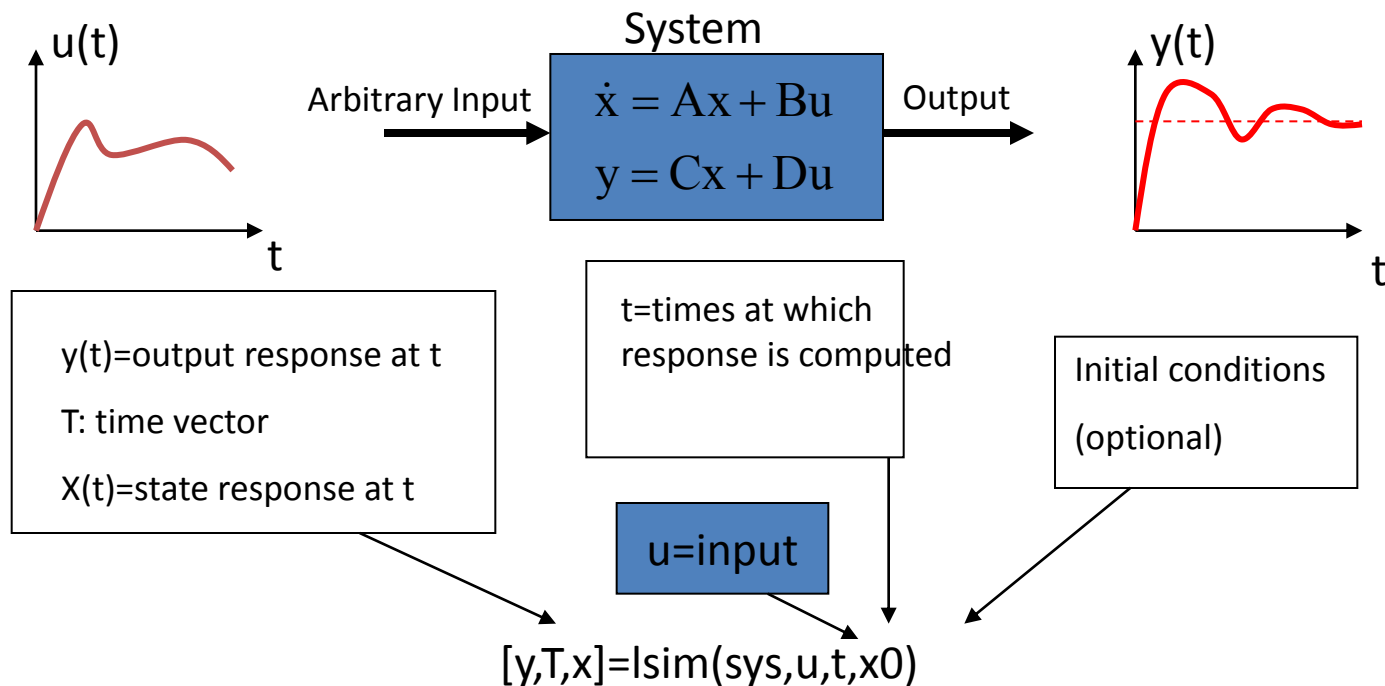 System
u(t)
Arbitrary Input
ẋ = Ax + Bu
y = Cx + Du
Output
y(t)
t
t
y(t)=output response at t
T: time vector
X(t)=state response at t
t=times at which
response is computed
Initial conditions
(optional)
u=input
[y,T,x]=lsim(sys,u,t,x0)